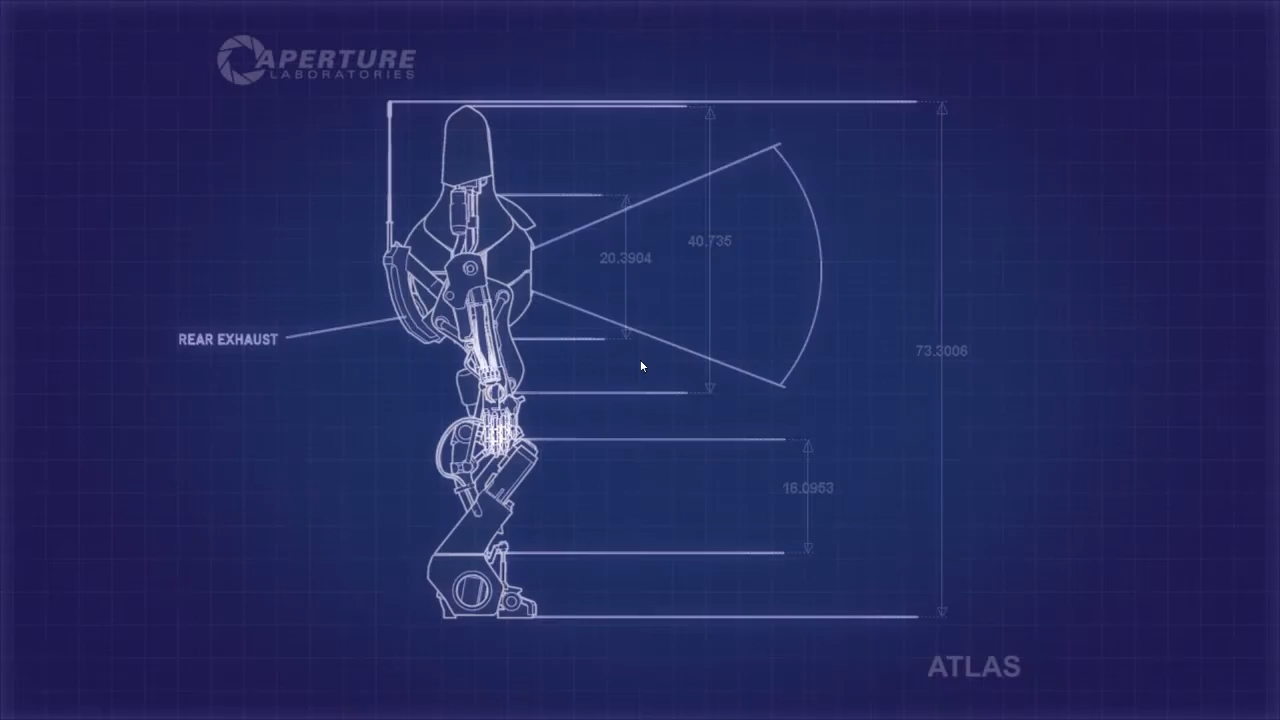 APERTURE
LABORATORIES
40.735
20.3904
REAR EXHAUST
73.3006
16.0953
ATLAS